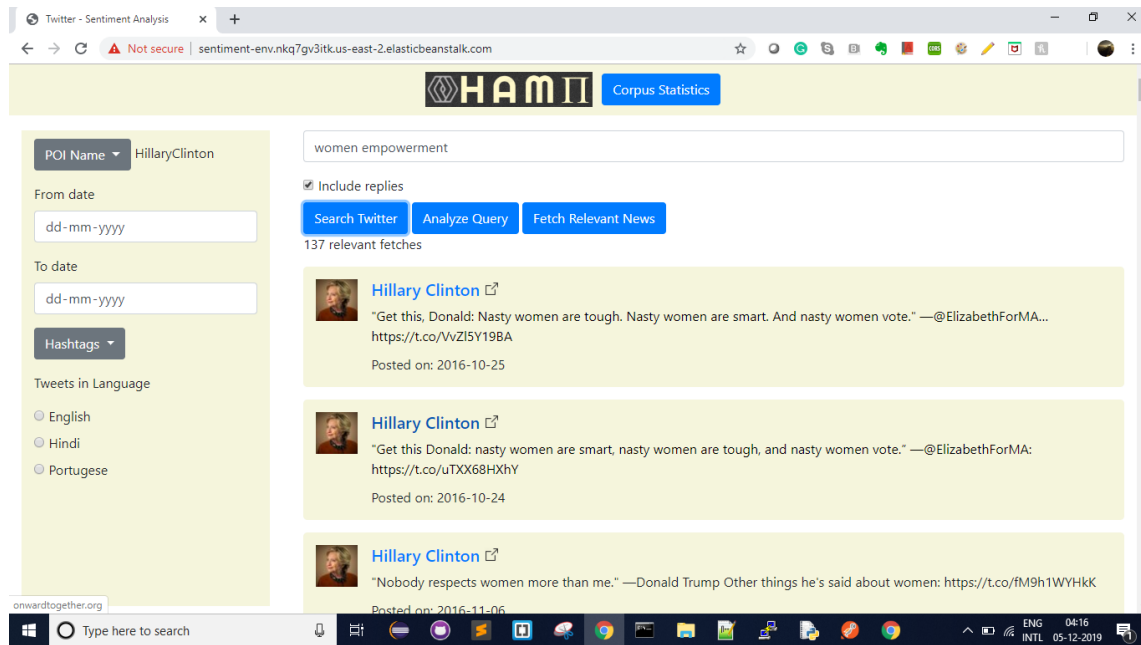 Twitter - Sentiment Analysis
Not secure | sentiment-env.nkq7gv3itk.us-east-2.elasticbeanstalk.com
HAMΠ Corpus Statistics
POI Name HillaryClinton
From date
dd-mm-yyyy
To date
dd-mm-yyyy
Hashtags
Tweets in Language
English
Hindi
Portugese
women empowerment
Include replies
Search Twitter Analyze Query Fetch Relevant News
137 relevant fetches
Hillary Clinton
"Get this, Donald: Nasty women are tough. Nasty women are smart. And nasty women vote." —@ElizabethForMA...
https://t.co/VvZl5Y19BA
Posted on: 2016-10-25
Hillary Clinton
"Get this Donald: nasty women are smart, nasty women are tough, and nasty women vote." —@ElizabethForMA:
https://t.co/uTXX68HXhY
Posted on: 2016-10-24
Hillary Clinton
"Nobody respects women more than me." —Donald Trump Other things he's said about women: https://t.co/fM9h1WYHkK
Posted on: 2016-11-06
onwardtogether.org
Type here to search
ENG 04:16
INTL 05-12-2019